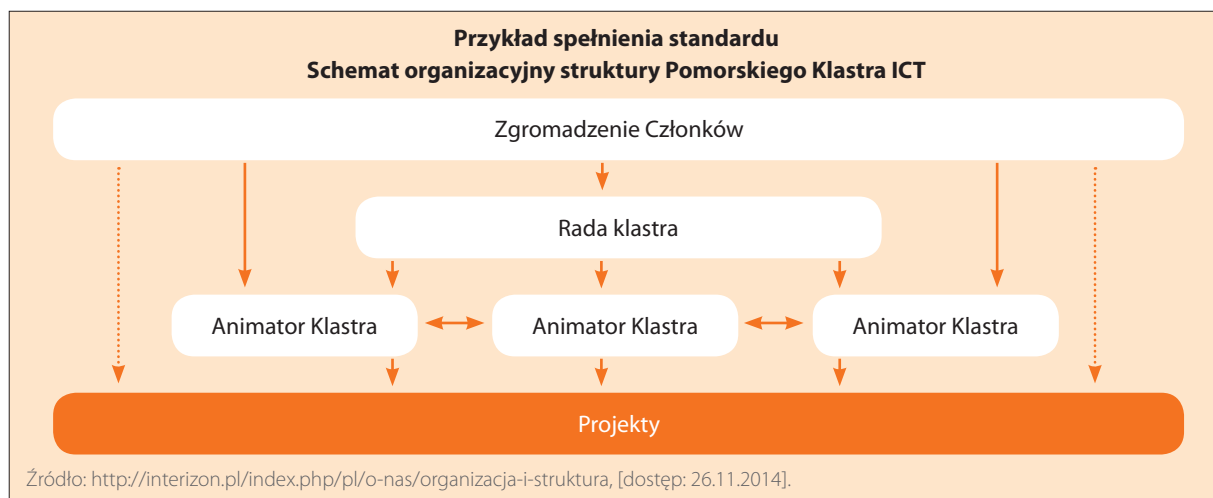 Przykład spełnienia standardu
Schemat organizacyjny struktury Pomorskiego Klastra ICT
Zgromadzenie Członków
Rada klastra
Animator Klastra
Animator Klastra
Animator Klastra
Projekty
Źródło: http://interizon.pl/index.php/pl/o-nas/organizacja-i-struktura, [dostęp: 26.11.2014].